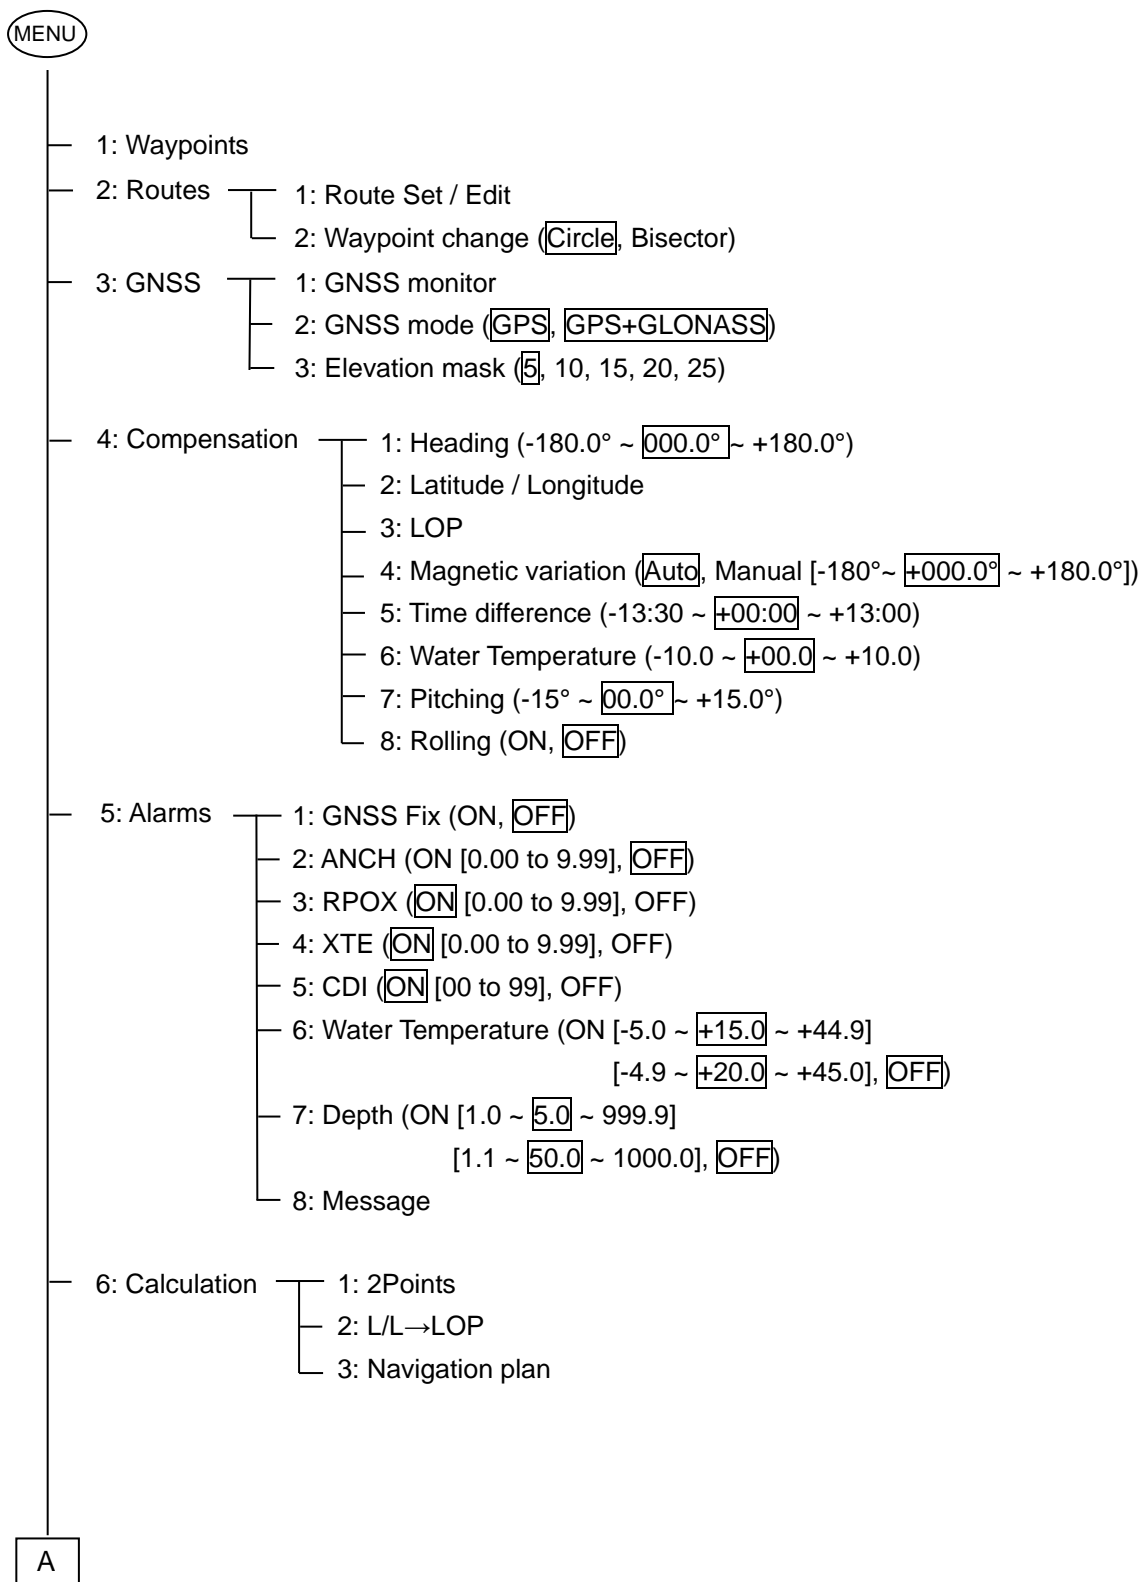 MENU
1: Waypoints
2: Routes
1: Route Set / Edit
2: Waypoint change (Circle, Bisector)
3: GNSS
1: GNSS monitor
2: GNSS mode (GPS, GPS+GLONASS)
3: Elevation mask (5, 10, 15, 20, 25)
4: Compensation
1: Heading (-180.0° ~ 000.0° ~ +180.0°)
2: Latitude / Longitude
3: LOP
4: Magnetic variation (Auto, Manual [-180°~ +000.0° ~ +180.0°])
5: Time difference (-13:30 ~ +00:00 ~ +13:00)
6: Water Temperature (-10.0 ~ +00.0 ~ +10.0)
7: Pitching (-15° ~ 00.0° ~ +15.0°)
8: Rolling (ON, OFF)
5: Alarms
1: GNSS Fix (ON, OFF)
2: ANCH (ON [0.00 to 9.99], OFF)
3: RPOX (ON [0.00 to 9.99], OFF)
4: XTE (ON [0.00 to 9.99], OFF)
5: CDI (ON [00 to 99], OFF)
6: Water Temperature (ON [-5.0 ~ +15.0 ~ +44.9]
[-4.9 ~ +20.0 ~ +45.0], OFF)
7: Depth (ON [1.0 ~ 5.0 ~ 999.9]
[1.1 ~ 50.0 ~ 1000.0], OFF)
8: Message
6: Calculation
1: 2Points
2: L/L→LOP
3: Navigation plan
A